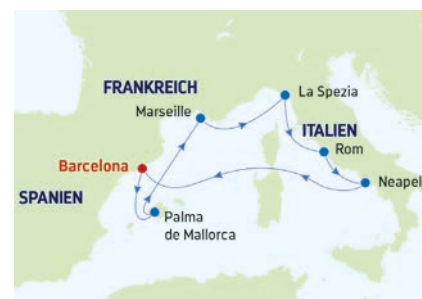 FRANKREICH
Marseille
La Spezia
ITALIEN
Rom
Barcelona
Neapel
SPANIEN
Palma
de Mallorca